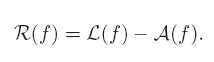 ℛ(f) = ℒ(f) − 𝒜(f).